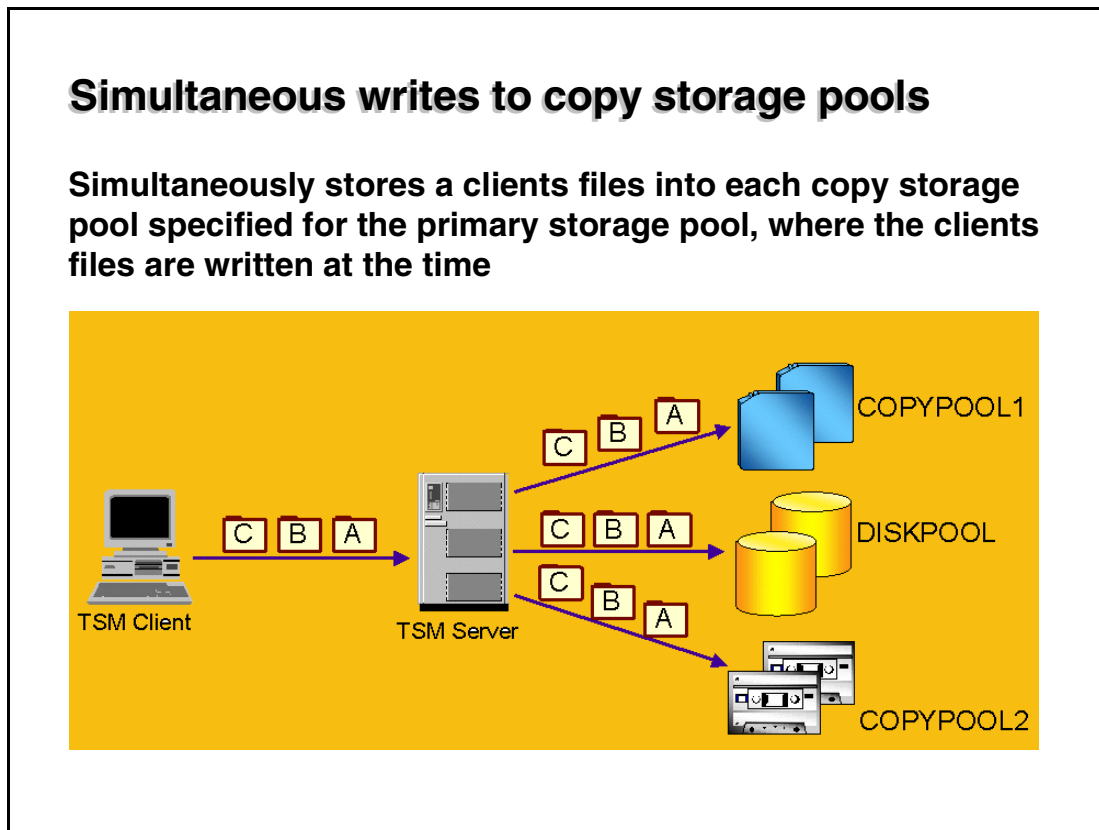 Simultaneous writes to copy storage pools
Simultaneously stores a clients files into each copy storage
pool specified for the primary storage pool, where the clients
files are written at the time
C B A
COPYPOOL1
C B A
C B A
DISKPOOL
C B A
TSM Client
TSM Server
COPYPOOL2